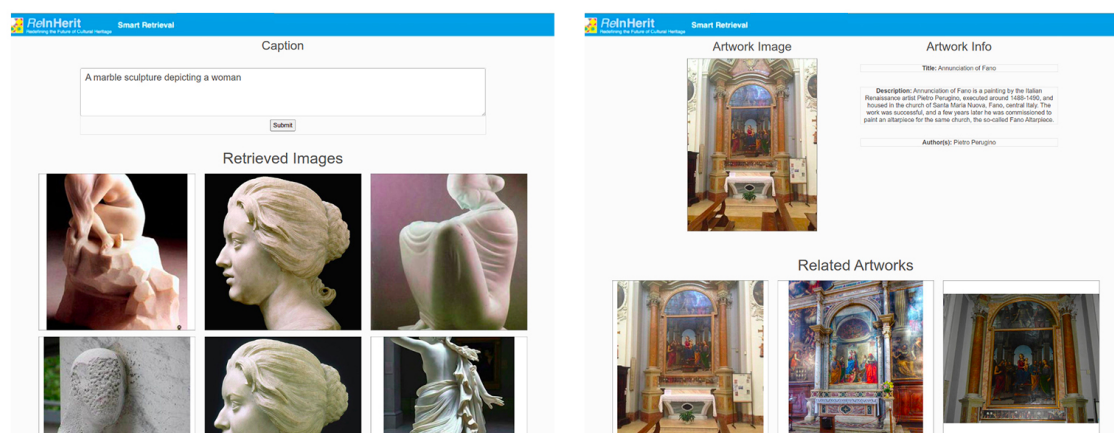 ReInHerit
Redefining the Future of Cultural Heritage
Smart Retrieval
Caption
A marble sculpture depicting a woman
Submit
Retrieved Images
ReInHerit
Redefining the Future of Cultural Heritage
Smart Retrieval
Artwork Image
Artwork Info
Title: Annunciation of Fano
Description: Annunciation of Fano is a painting by the Italian
Renaissance artist Pietro Perugino, executed around 1488-1490, and
housed in the church of Santa Maria Nuova, Fano, central Italy. The
work was successful, and a few years later he was commissioned to
paint an altarpiece for the same church, the so-called Fano Altarpiece.
Author(s): Pietro Perugino
Related Artworks